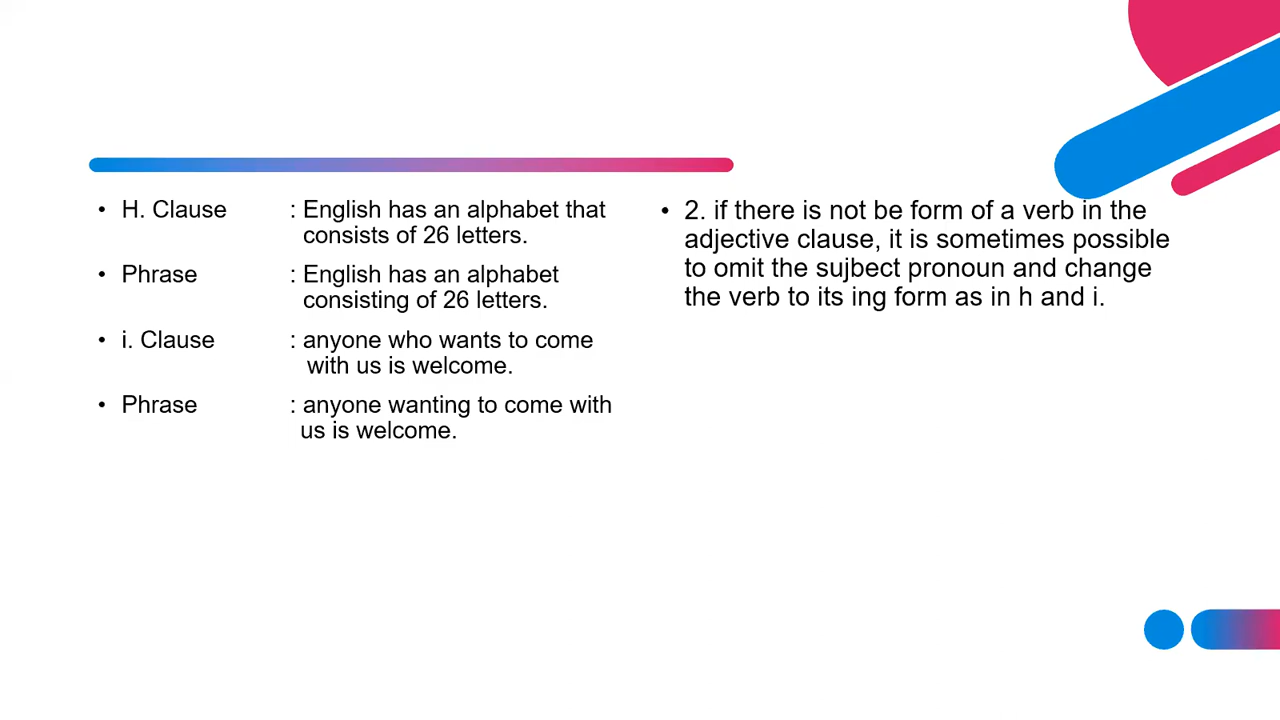 • H. Clause : English has an alphabet that
consists of 26 letters.
• Phrase : English has an alphabet
consisting of 26 letters.
• i. Clause : anyone who wants to come
with us is welcome.
• Phrase : anyone wanting to come with
us is welcome.
• 2. if there is not be form of a verb in the
adjective clause, it is sometimes possible
to omit the sujbect pronoun and change
the verb to its ing form as in h and i.